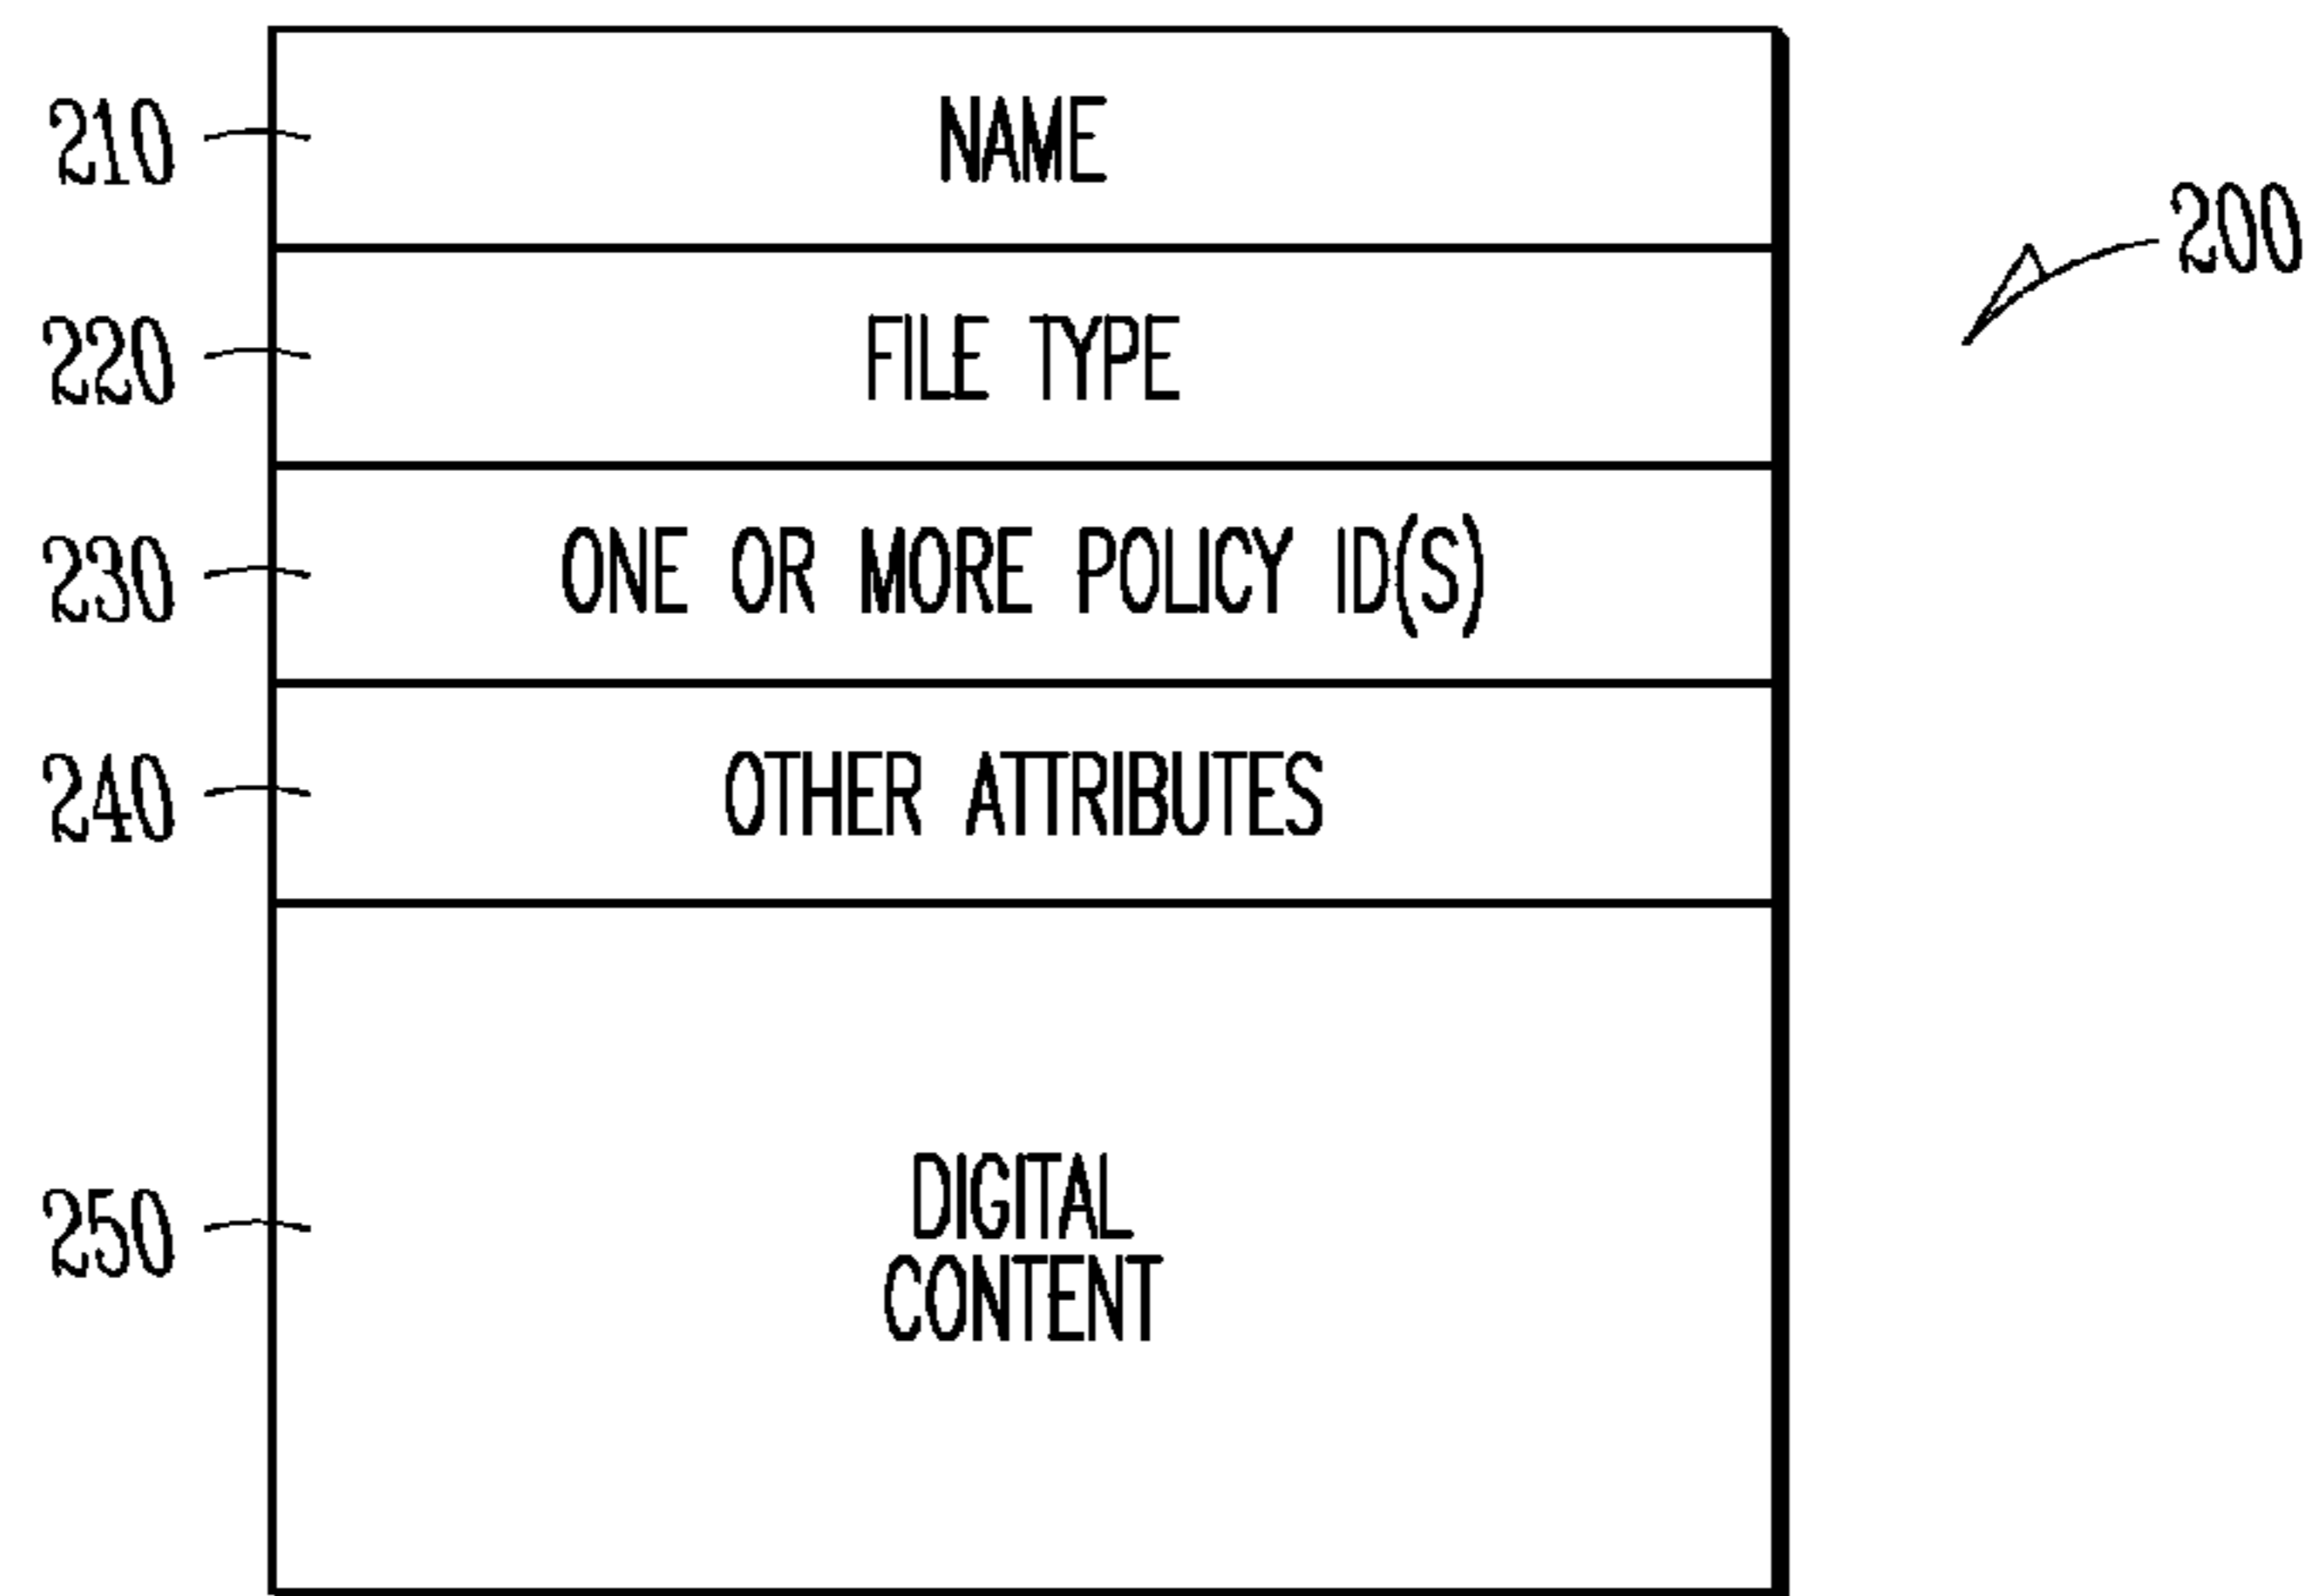 210 NAME
200
220 FILE TYPE
230 ONE OR MORE POLICY ID(S)
240 OTHER ATTRIBUTES
250 DIGITAL
CONTENT